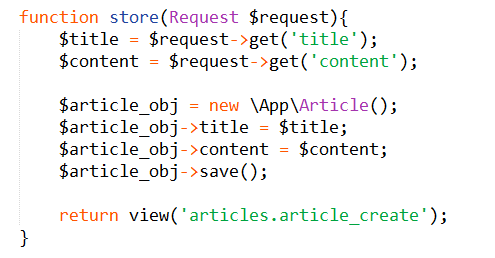 function store(Request $request){
    $title = $request->get('title');
    $content = $request->get('content');

    $article_obj = new \App\Article();
    $article_obj->title = $title;
    $article_obj->content = $content;
    $article_obj->save();

    return view('articles.article_create');
}